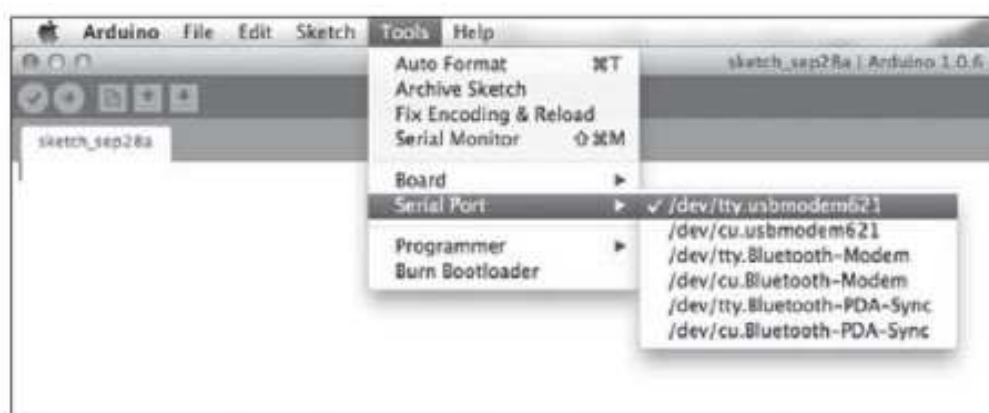 Arduino File Edit Sketch Tools Help
sketch_sep28a | Arduino 1.0.6
sketch_sep28a
Auto Format ⌘T
Archive Sketch
Fix Encoding & Reload
Serial Monitor ⇧⌘M
Board ▶
Serial Port ▶
✓ /dev/tty.usbmodem621
/dev/cu.usbmodem621
/dev/tty.Bluetooth-Modem
/dev/cu.Bluetooth-Modem
/dev/tty.Bluetooth-PDA-Sync
/dev/cu.Bluetooth-PDA-Sync
Programmer ▶
Burn Bootloader